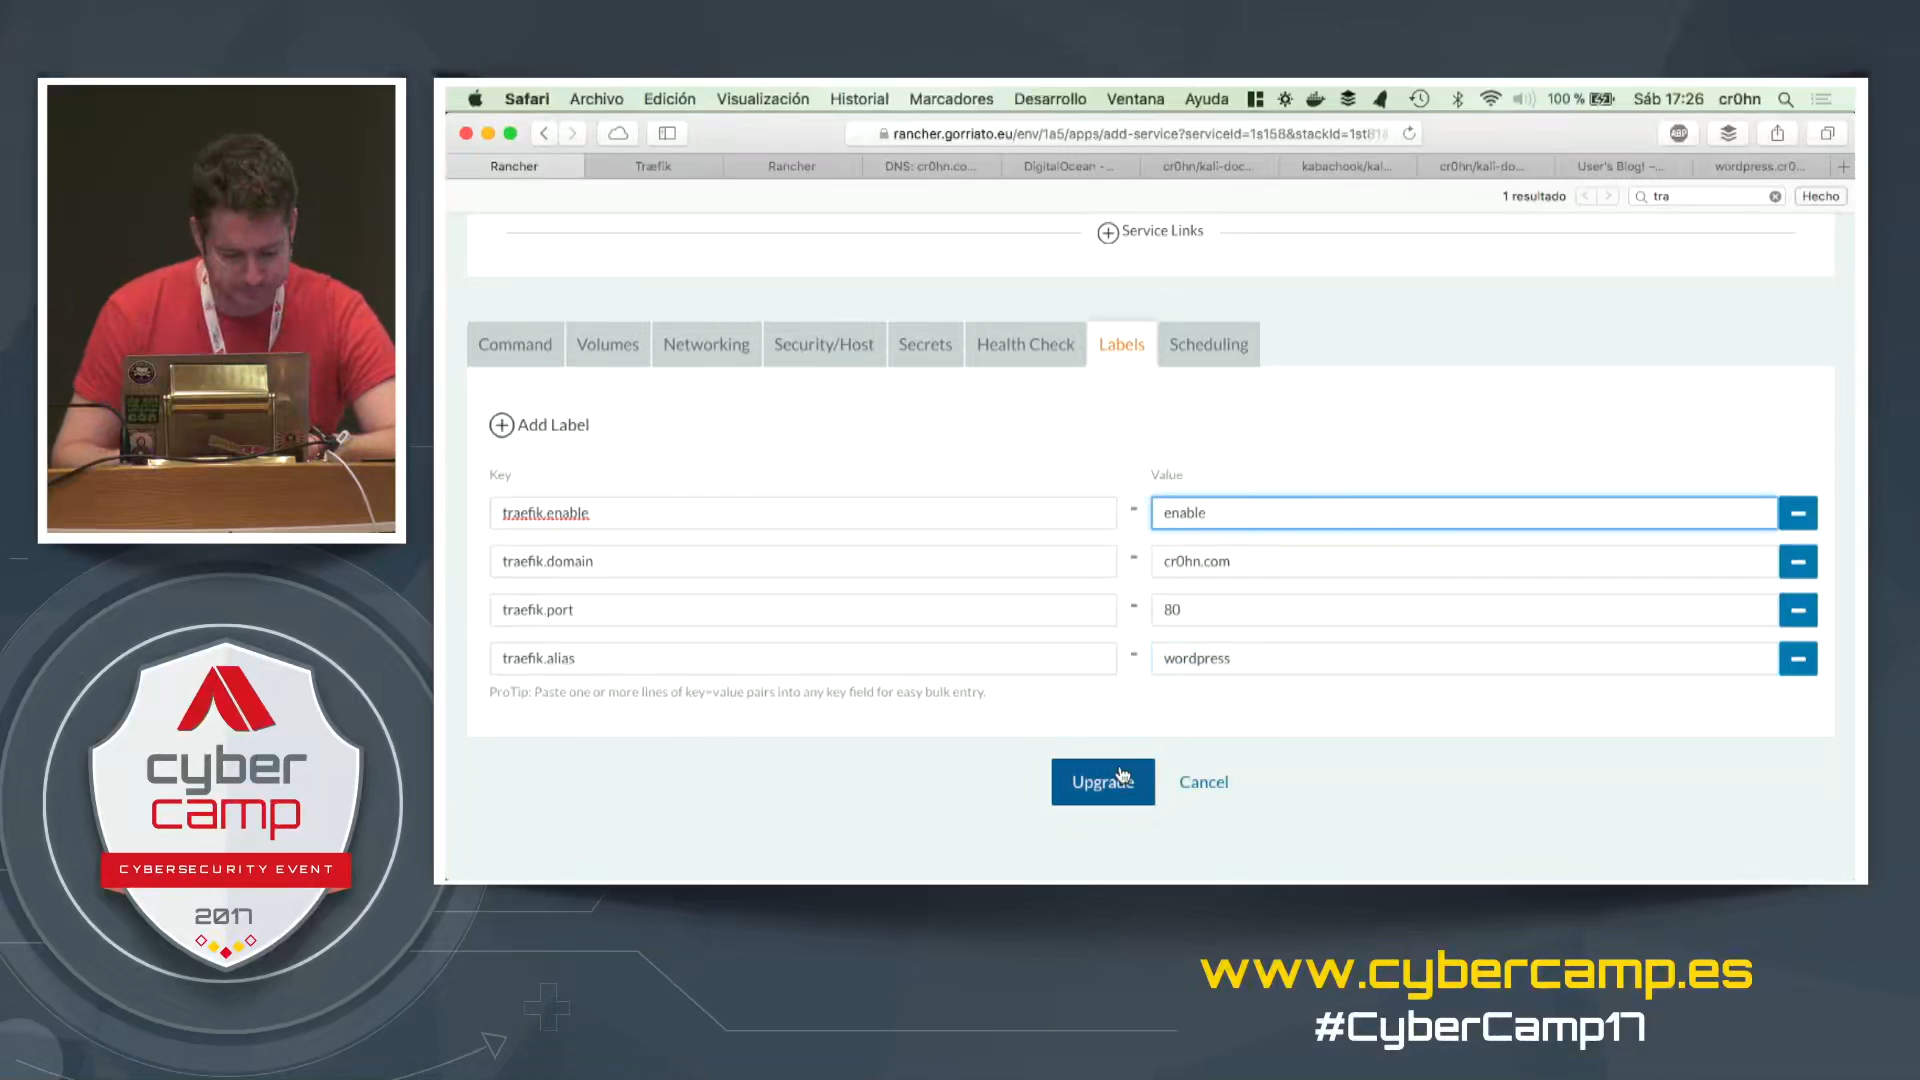 Safari Archivo Edición Visualización Historial Marcadores Desarrollo Ventana Ayuda 100 % Sáb 17:26 cr0hn
rancher.gorriato.eu/env/1a5/apps/add-service?serviceId=1s158&stackId=1st81
ABP
Rancher Træfik Rancher DNS: cr0hn.co... DigitalOcean -... cr0hn/kali-doc... kabachook/kal... cr0hn/kali-do... User's Blog! –... wordpress.cr0...
1 resultado tra Hecho
Service Links
Command Volumes Networking Security/Host Secrets Health Check Labels Scheduling
Add Label
Key Value
traefik.enable = enable
traefik.domain = cr0hn.com
traefik.port = 80
traefik.alias = wordpress
ProTip: Paste one or more lines of key=value pairs into any key field for easy bulk entry.
Upgrade Cancel
cyber
camp
CYBERSECURITY EVENT
2017
www.cybercamp.es
#CyberCamp17